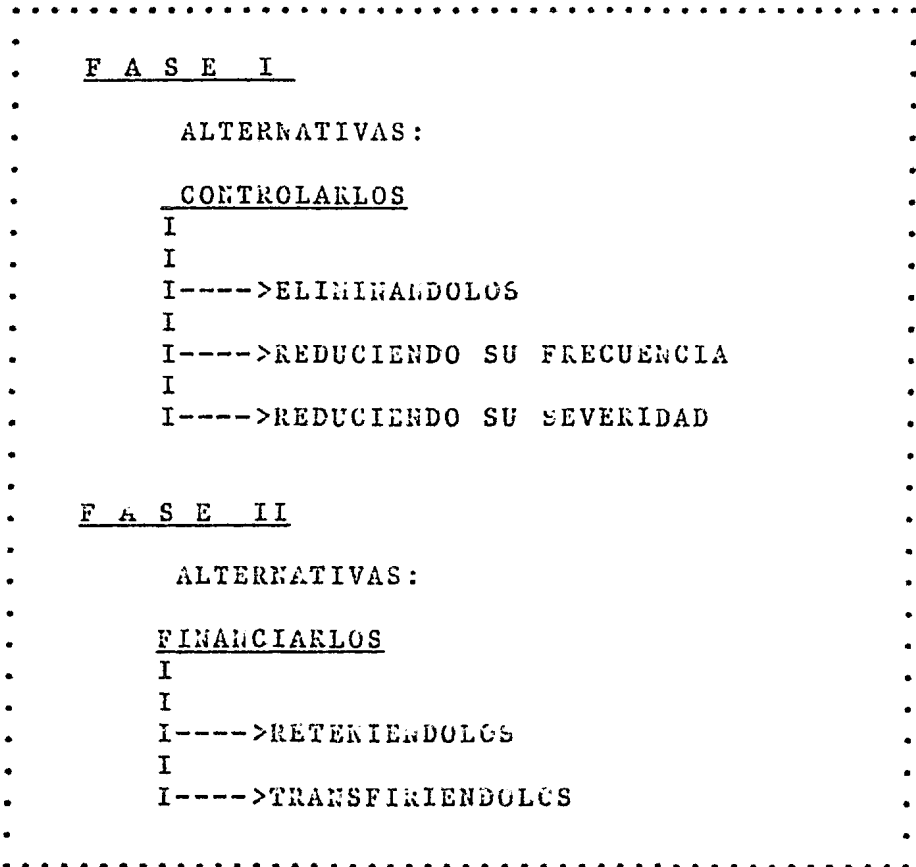 F A S E I
ALTERNATIVAS:
CONTROLARLOS
I
I
I---->ELIMINANDOLOS
I
I---->REDUCIENDO SU FRECUENCIA
I
I---->REDUCIENDO SU SEVERIDAD
F A S E II
ALTERNATIVAS:
FINANCIARLOS
I
I
I---->RETENIENDOLOS
I
I---->TRANSFIRIENDOLOS